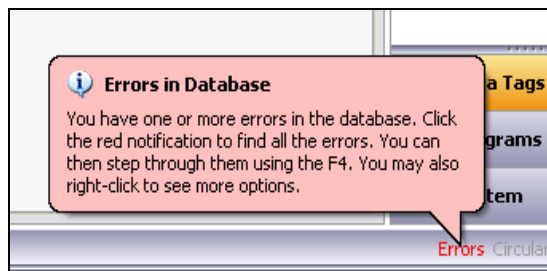 Errors in Database
You have one or more errors in the database. Click
the red notification to find all the errors. You can
then step through them using the F4. You may also
right-click to see more options.
a Tags
grams
tem
Errors Circular